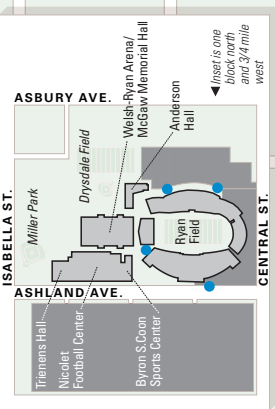 Welsh-Ryan Arena/
McGaw Memorial Hall
Anderson
Hall
◀ Inset is one
block north
and 3/4 mile
west
ASBURY AVE.
Drysdale Field
Miller Park
ISABELLA ST.
Ryan
Field
CENTRAL ST.
ASHLAND AVE.
Trienens Hall
Nicolet
Football Center
Byron S.Coon
Sports Center